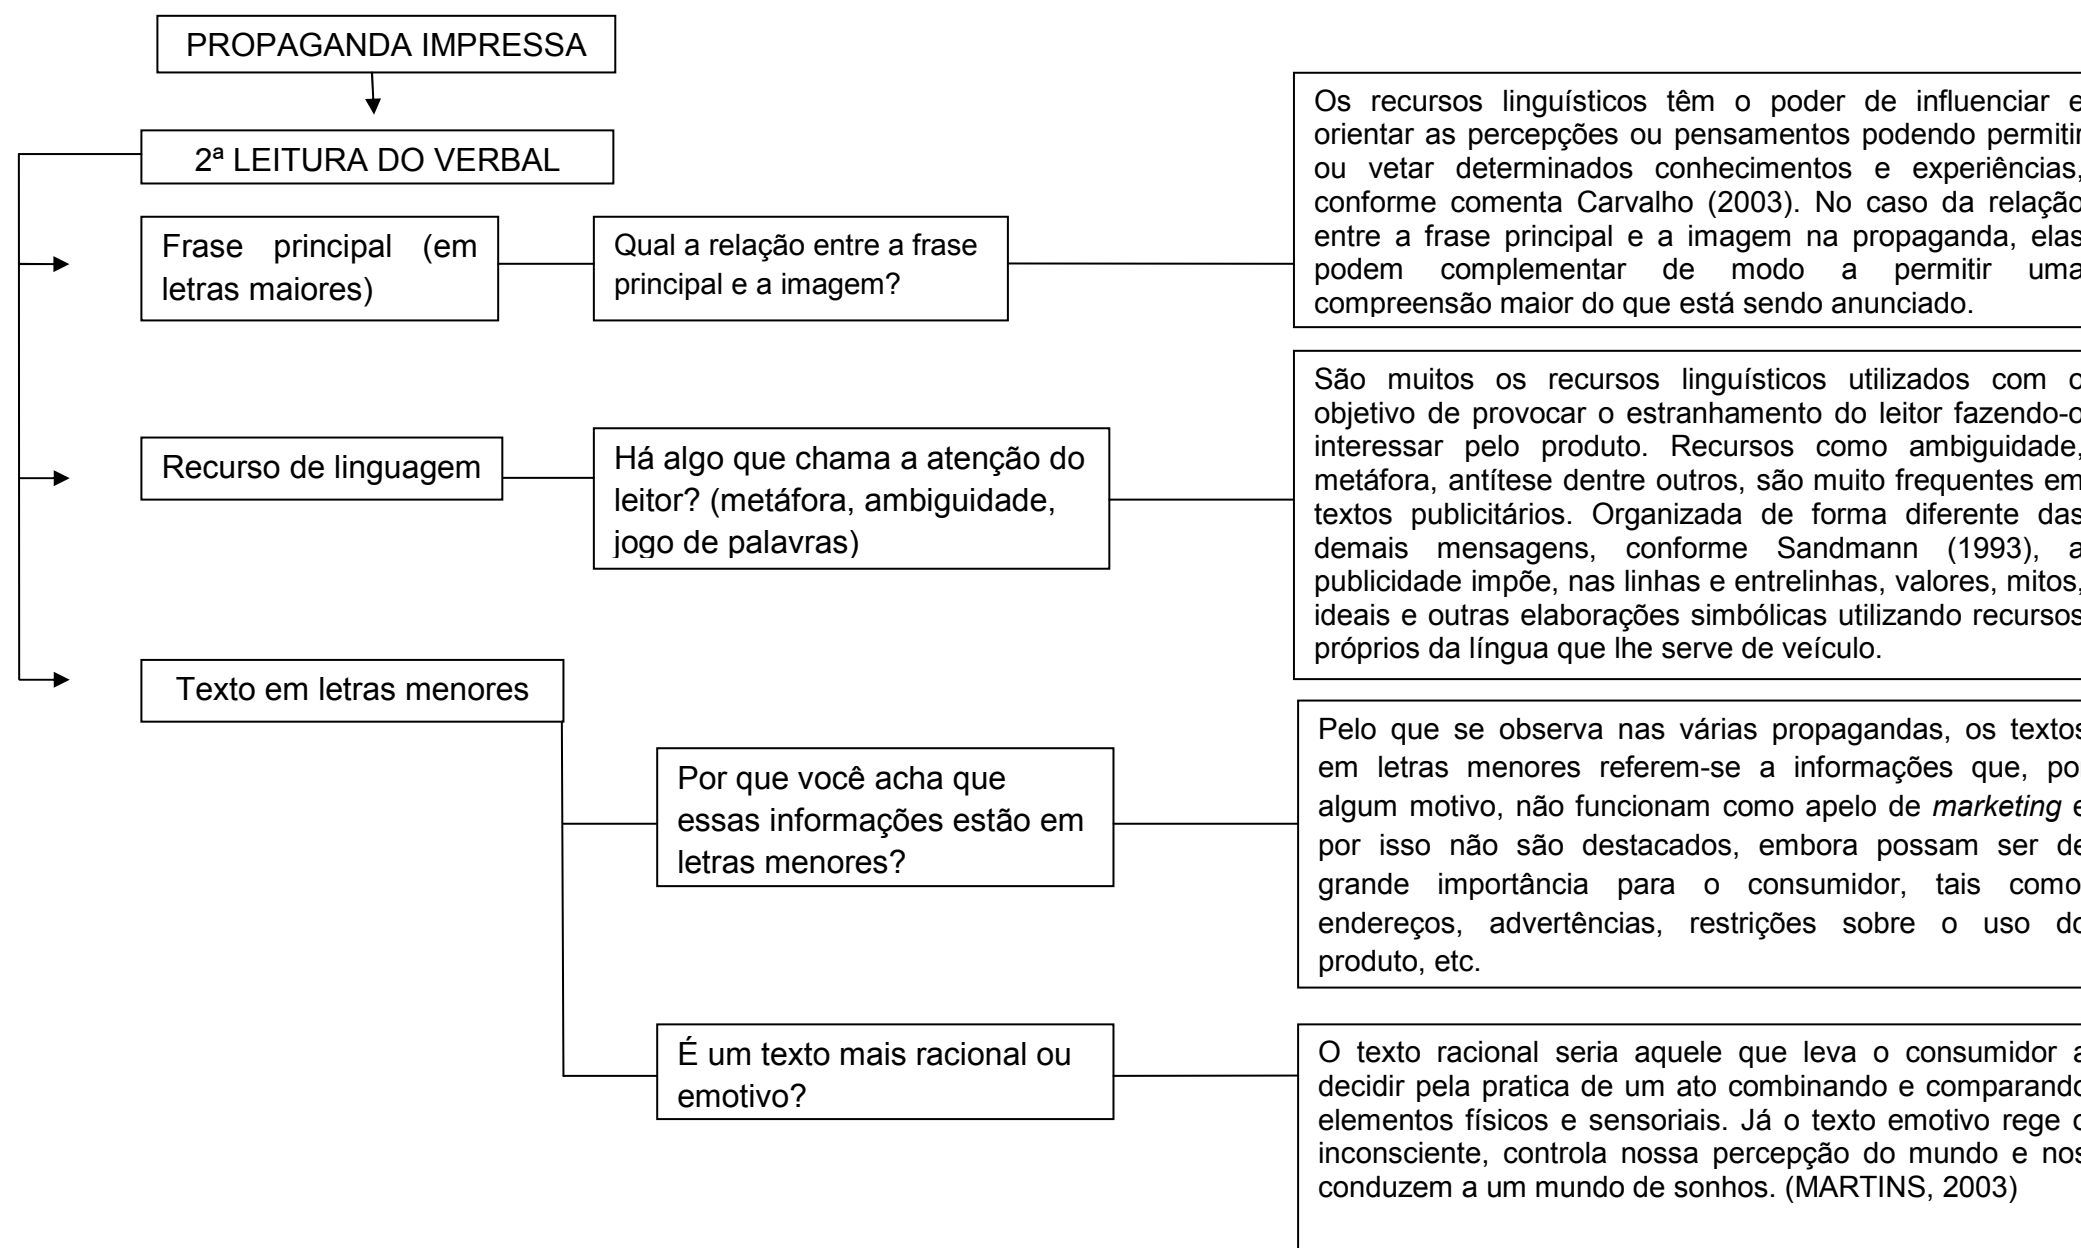 PROPAGANDA IMPRESSA
2ª LEITURA DO VERBAL
Frase principal (em
letras maiores)
Qual a relação entre a frase
principal e a imagem?
Os recursos linguísticos têm o poder de influenciar e
orientar as percepções ou pensamentos podendo permitir
ou vetar determinados conhecimentos e experiências,
conforme comenta Carvalho (2003). No caso da relação
entre a frase principal e a imagem na propaganda, elas
podem complementar de modo a permitir uma
compreensão maior do que está sendo anunciado.
Recurso de linguagem
Há algo que chama a atenção do
leitor? (metáfora, ambiguidade,
jogo de palavras)
São muitos os recursos linguísticos utilizados com o
objetivo de provocar o estranhamento do leitor fazendo-o
interessar pelo produto. Recursos como ambiguidade,
metáfora, antítese dentre outros, são muito frequentes em
textos publicitários. Organizada de forma diferente das
demais mensagens, conforme Sandmann (1993), a
publicidade impõe, nas linhas e entrelinhas, valores, mitos,
ideais e outras elaborações simbólicas utilizando recursos
próprios da língua que lhe serve de veículo.
Texto em letras menores
Por que você acha que
essas informações estão em
letras menores?
Pelo que se observa nas várias propagandas, os textos
em letras menores referem-se a informações que, por
algum motivo, não funcionam como apelo de marketing e
por isso não são destacados, embora possam ser de
grande importância para o consumidor, tais como:
endereços, advertências, restrições sobre o uso do
produto, etc.
É um texto mais racional ou
emotivo?
O texto racional seria aquele que leva o consumidor a
decidir pela pratica de um ato combinando e comparando
elementos físicos e sensoriais. Já o texto emotivo rege o
inconsciente, controla nossa percepção do mundo e nos
conduzem a um mundo de sonhos. (MARTINS, 2003)